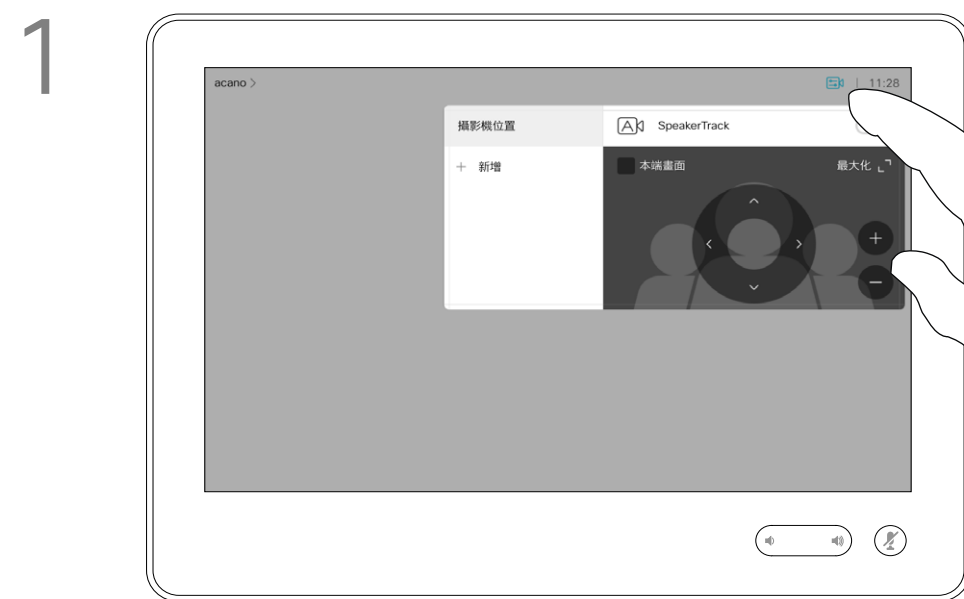 1
acano >
11:28
攝影機位置
SpeakerTrack
+ 新增
本端畫面
最大化